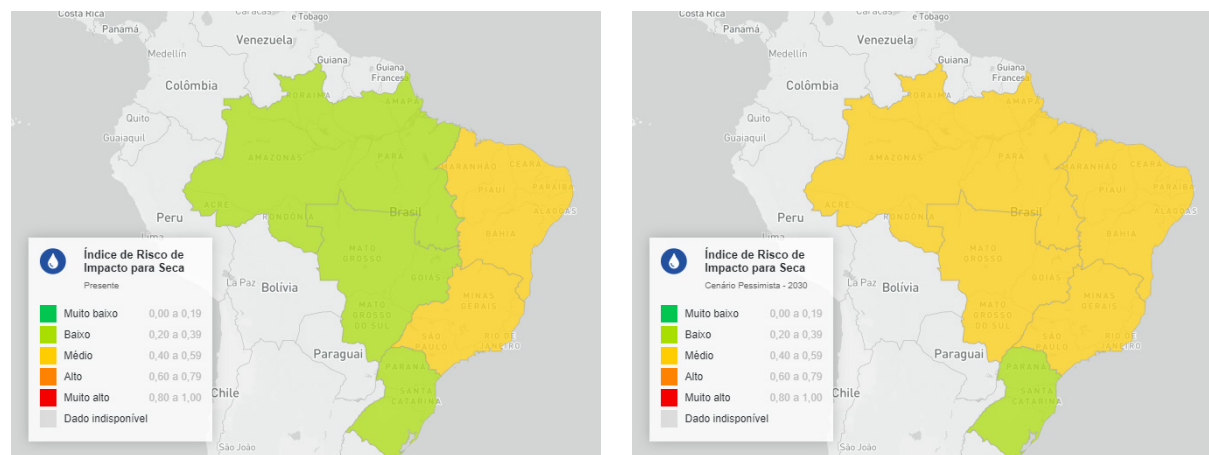 Costa Rica
Caracas
e Tobago
Panamá
Venezuela
Medellín
Guiana
Guiana
Francesa
Colômbia
RORAIMA
AMAPÁ
Quito
Guaiaquil
AMAZONAS
PARÁ
MARANHÃO
CEARÁ
PIAUÍ
PARAÍBA
ACRE
Peru
RONDÔNIA
Brasil
ALAGOAS
Lima
BAHIA
MATO
GROSSO
GOIÁS
La Paz
Bolívia
MINAS
GERAIS
MATO
GROSSO
DO SUL
SÃO
PAULO
RIO DE
JANEIRO
Paraguai
PARANÁ
SANTA
CATARINA
Chile
São João
Índice de Risco de
Impacto para Seca
Presente
Muito baixo 0,00 a 0,19
Baixo 0,20 a 0,39
Médio 0,40 a 0,59
Alto 0,60 a 0,79
Muito alto 0,80 a 1,00
Dado indisponível
Costa Rica
Caracas
e Tobago
Panamá
Venezuela
Medellín
Guiana
Guiana
Francesa
Colômbia
RORAIMA
AMAPÁ
Quito
Guaiaquil
AMAZONAS
PARÁ
MARANHÃO
CEARÁ
PIAUÍ
PARAÍBA
ACRE
Peru
RONDÔNIA
Brasil
ALAGOAS
Lima
BAHIA
MATO
GROSSO
GOIÁS
La Paz
Bolívia
MINAS
GERAIS
MATO
GROSSO
DO SUL
SÃO
PAULO
RIO DE
JANEIRO
Paraguai
PARANÁ
SANTA
CATARINA
Chile
São João
Índice de Risco de
Impacto para Seca
Cenário Pessimista - 2030
Muito baixo 0,00 a 0,19
Baixo 0,20 a 0,39
Médio 0,40 a 0,59
Alto 0,60 a 0,79
Muito alto 0,80 a 1,00
Dado indisponível